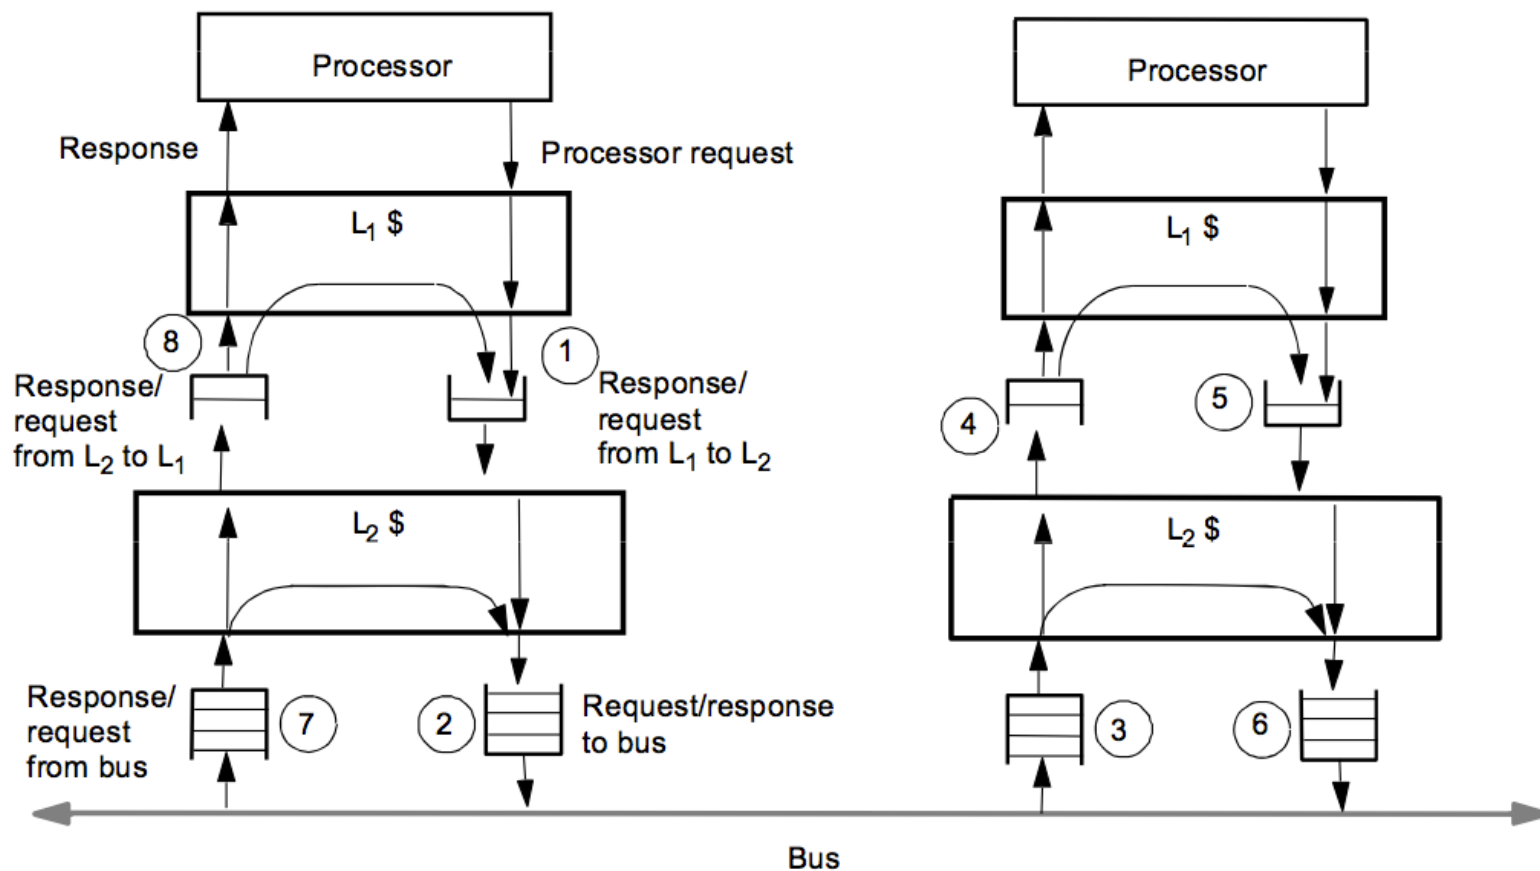 Processor
Processor
Response
Processor request
L1 $
L1 $
8
1
Response/
request
from L2 to L1
Response/
request
from L1 to L2
4
5
L2 $
L2 $
Response/
request
from bus
7
2
Request/response
to bus
3
6
Bus